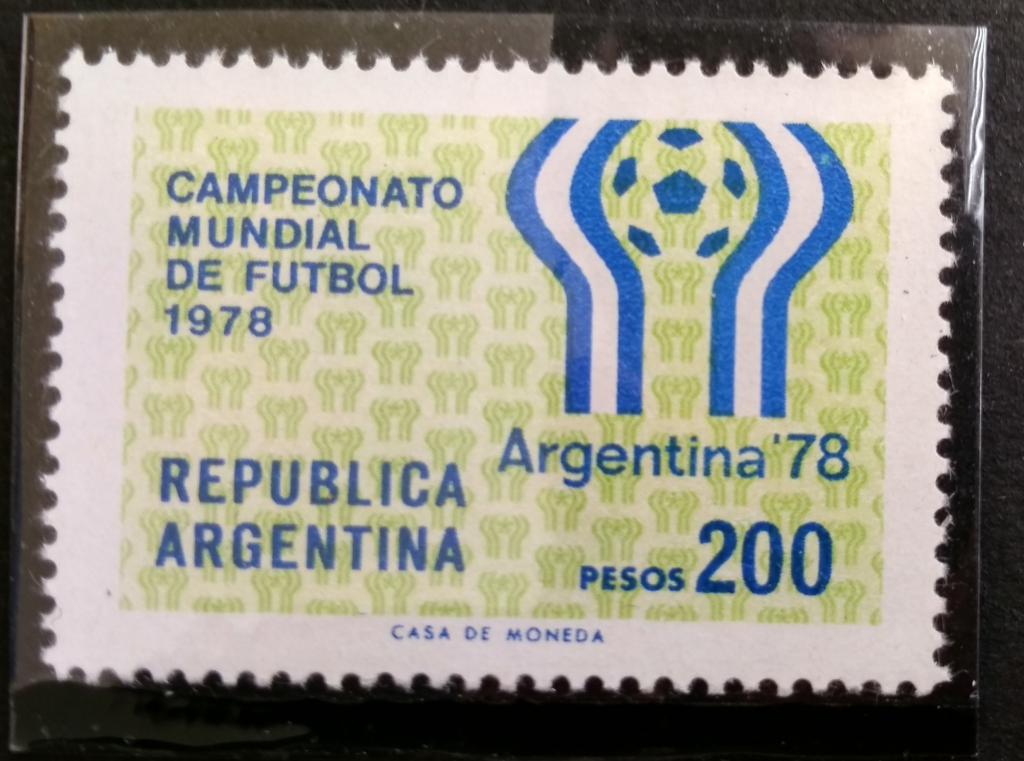 CAMPEONATO
MUNDIAL
DE FUTBOL
1978
Argentina '78
REPUBLICA
ARGENTINA
PESOS 200
CASA DE MONEDA